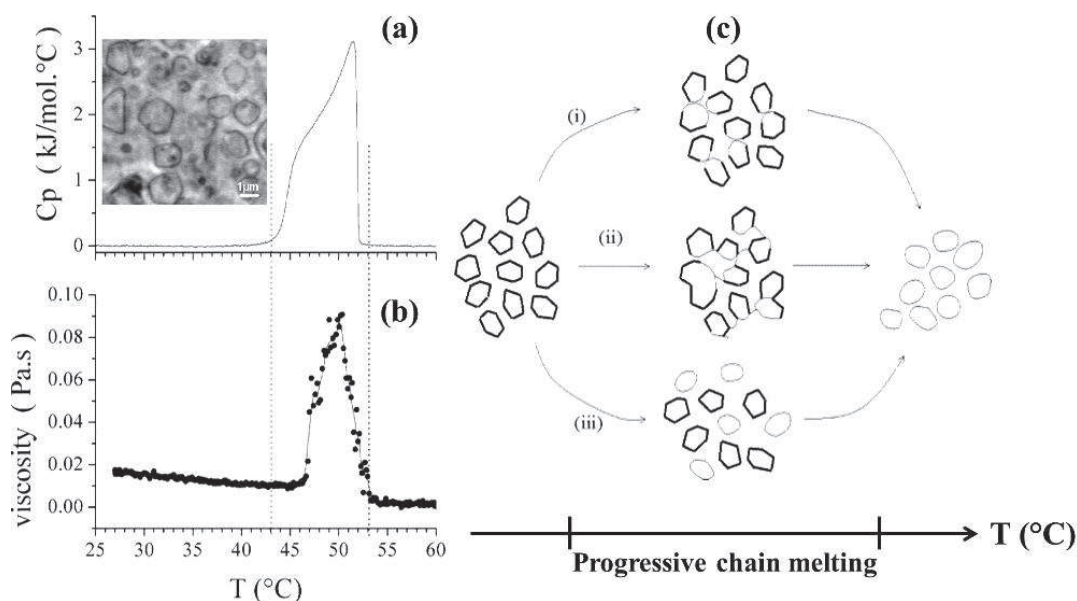 (a)
(c)
3
2
1
0
Cp ( kJ/mol.°C )
1µm
(i)
(ii)
(iii)
(b)
0.10
0.08
0.06
0.04
0.02
0.00
viscosity ( Pa.s )
25 30 35 40 45 50 55 60
T (°C)
T (°C)
Progressive chain melting